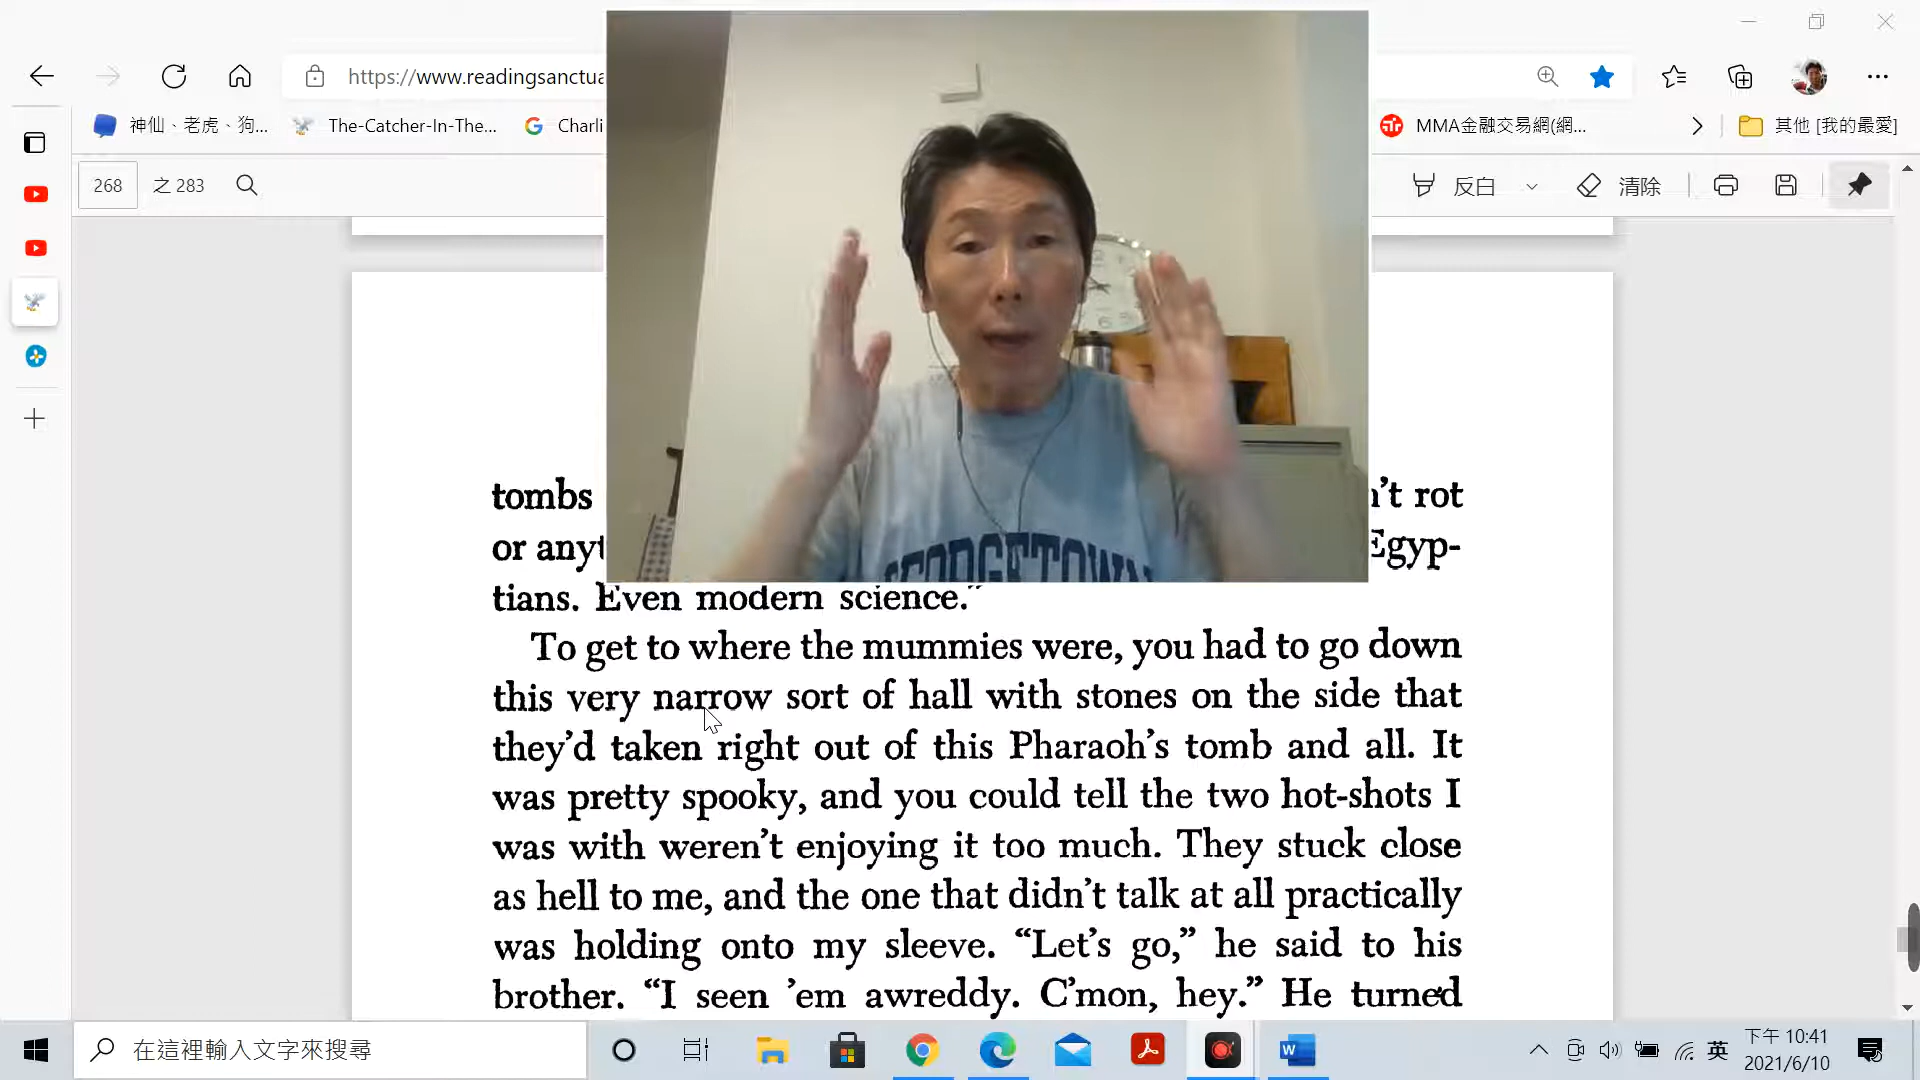 https://www.readingsanctua
神仙、老虎、狗...
The-Catcher-In-The...
Charli
MMA金融交易網(網...
其他 [我的最愛]
268
之 283
反白
清除
GEORGETOWN
tombs
n't rot
or anyt
Egyp-
tians. Even modern science."
To get to where the mummies were, you had to go down
this very narrow sort of hall with stones on the side that
they'd taken right out of this Pharaoh's tomb and all. It
was pretty spooky, and you could tell the two hot-shots I
was with weren't enjoying it too much. They stuck close
as hell to me, and the one that didn't talk at all practically
was holding onto my sleeve. "Let's go," he said to his
brother. "I seen 'em awreddy. C'mon, hey." He turned
在這裡輸入文字來搜尋
英
下午 10:41
2021/6/10